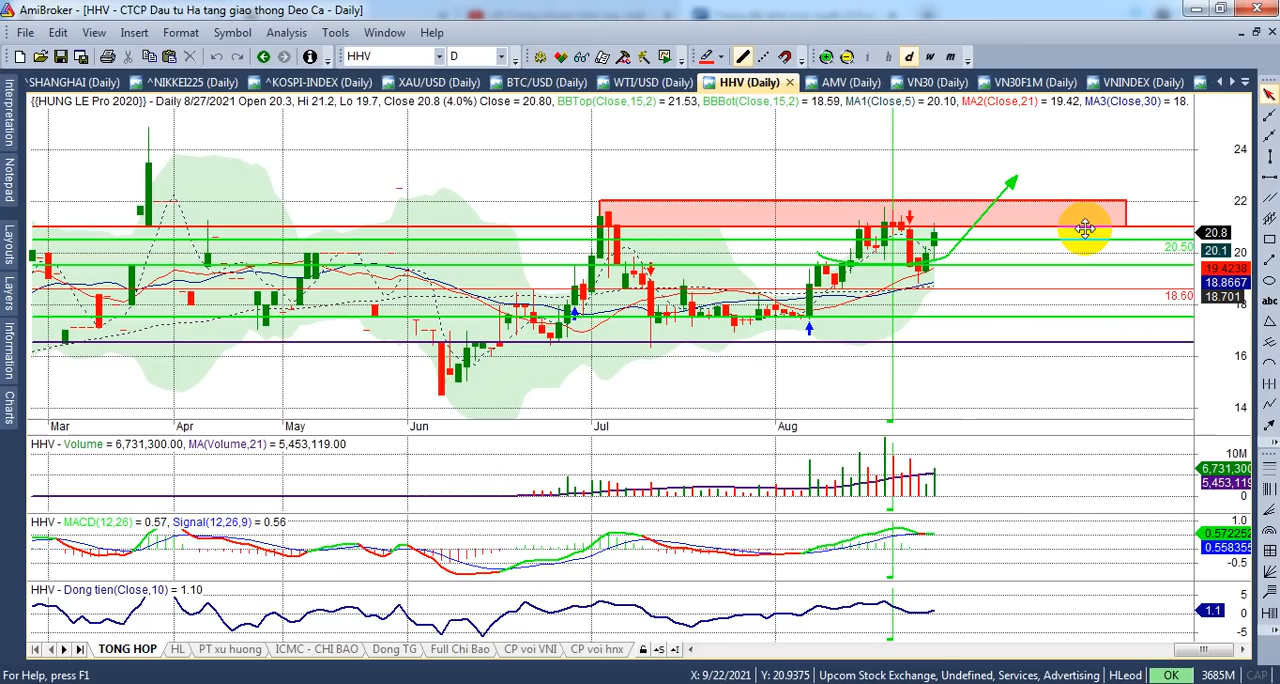 AmiBroker - [HHV - CTCP Dau tu Ha tang giao thong Deo Ca - Daily]
File Edit View Insert Format Symbol Analysis Tools Window Help
HHV D i h d w m
^SHANGHAI (Daily) ^NIKKEI225 (Daily) ^KOSPI-INDEX (Daily) XAU/USD (Daily) BTC/USD (Daily) WTI/USD (Daily) HHV (Daily) AMV (Daily) VN30 (Daily) VN30F1M (Daily) VNINDEX (Daily)
{{HUNG LE Pro 2020}} - Daily 8/27/2021 Open 20.3, Hi 21.2, Lo 19.7, Close 20.8 (4.0%) Close = 20.80, BBTop(Close,15,2) = 21.53, BBBot(Close,15,2) = 18.59, MA1(Close,5) = 20.10, MA2(Close,21) = 19.42, MA3(Close,30) = 18.
Interpretation
Notepad
Layouts
Layers
Information
Charts
abc
24
22
20.8
20.50
20.1
20
19.4238
18.8667
18.60
18.701
18
16
14
Mar Apr May Jun Jul Aug
HHV - Volume = 6,731,300.00, MA(Volume,21) = 5,453,119.00
10M
6,731,300
5,453,119
0
HHV - MACD(12,26) = 0.57, Signal(12,26,9) = 0.56
1.0
0.572252
0.558355
-0.5
HHV - Dong tien(Close,10) = 1.10
5
1.1
0
-5
TONG HOP HL PT xu huong ICMC - CHI BAO Dong TG Full Chi Bao CP voi VNI CP voi hnx
For Help, press F1 X: 9/22/2021 Y: 20.9375 Upcom Stock Exchange, Undefined, Services, Advertising HLeod OK 3685M CAP